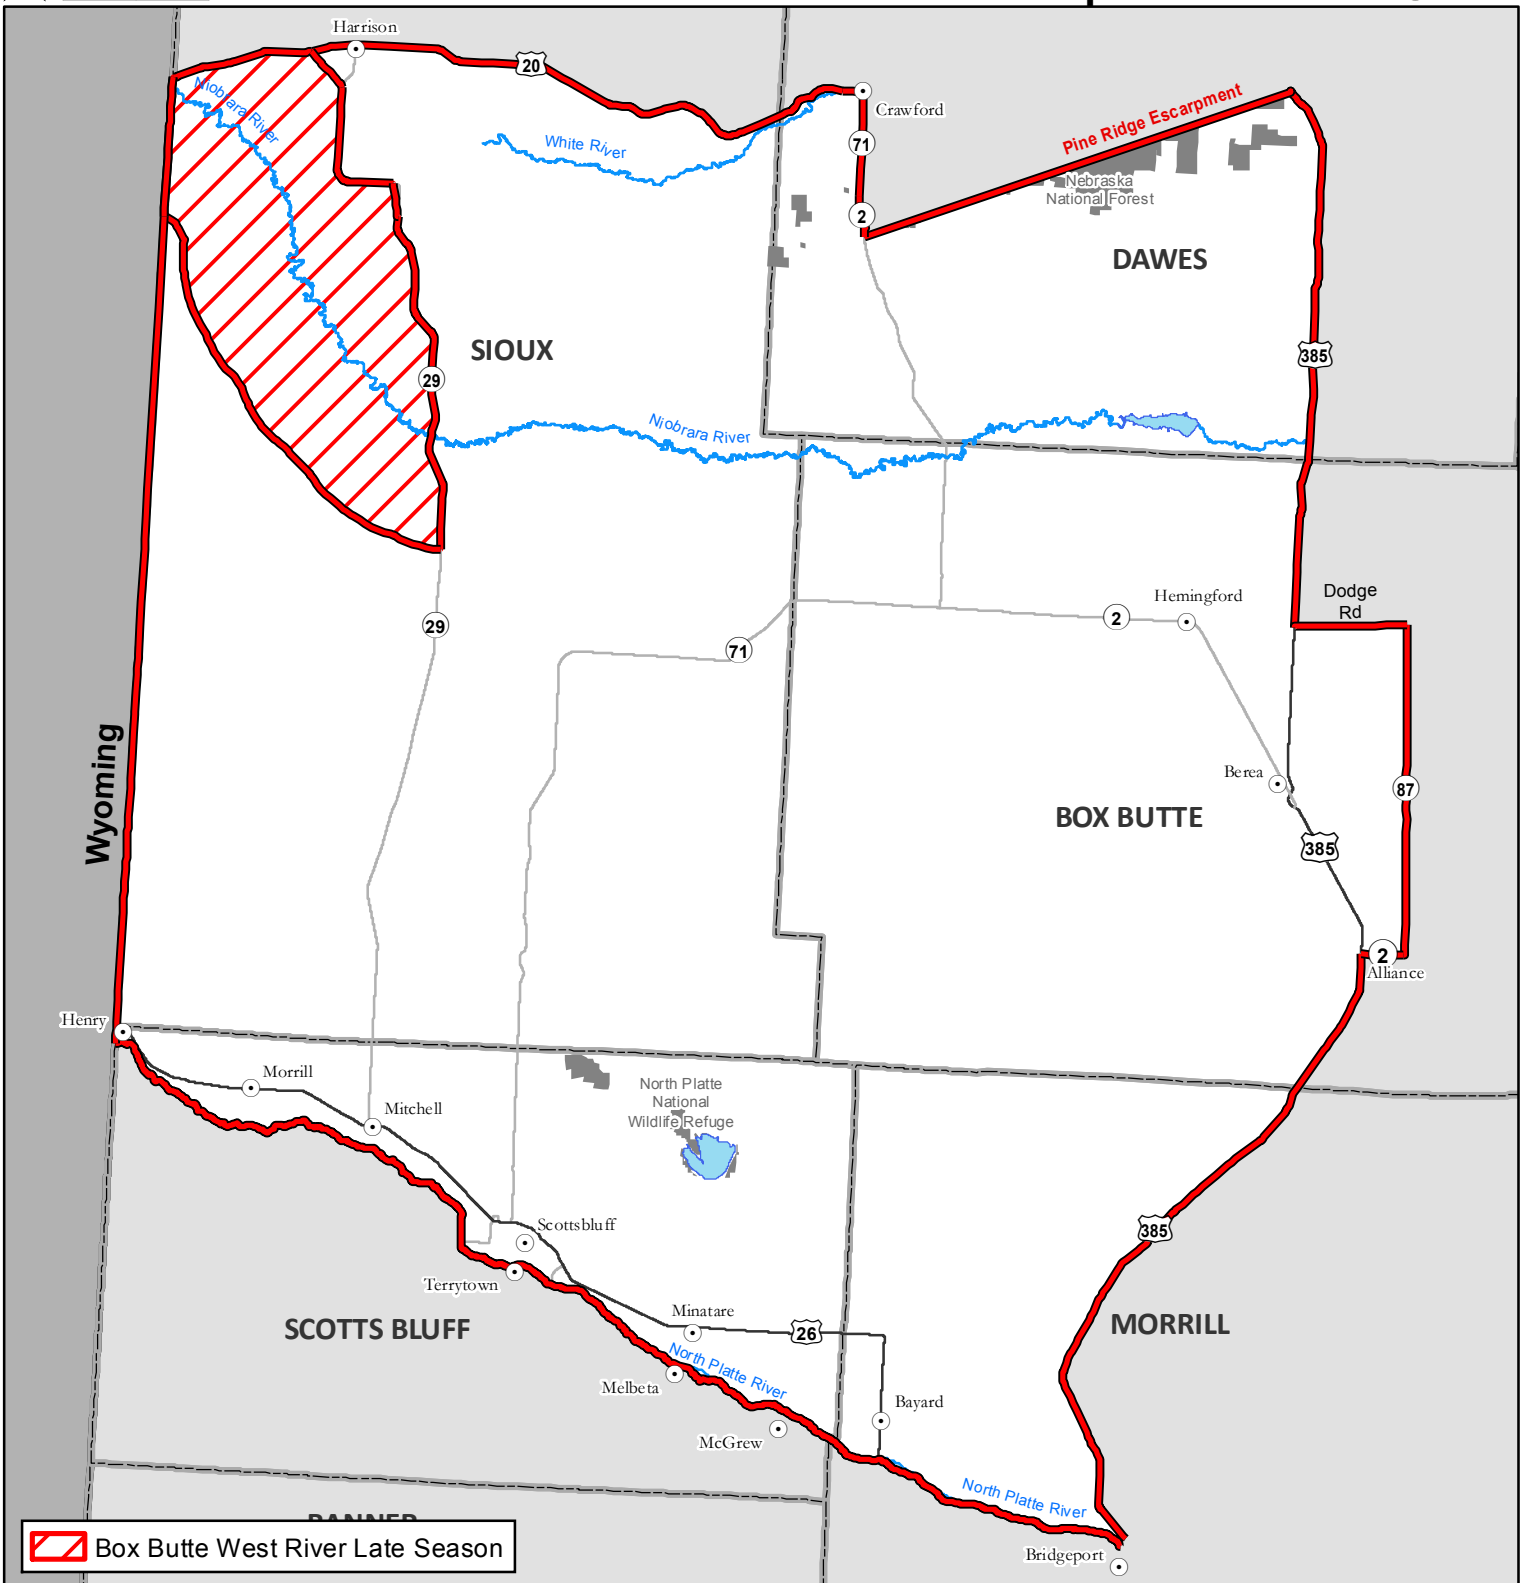 Harrison
20
Niobrara River
White River
Crawford
71
Pine Ridge Escarpment
Nebraska
National Forest
2
DAWES
SIOUX
385
29
Niobrara River
Dodge
Rd
Hemingford
2
29
71
Wyoming
Berea
87
BOX BUTTE
385
2
Alliance
Henry
Morrill
North Platte
National
Wildlife Refuge
Mitchell
Scottsbluff
385
Terrytown
Minatare
26
SCOTTS BLUFF
MORRILL
North Platte River
Melbeta
Bayard
McGrew
North Platte River
Bridgeport
Box Butte West River Late Season